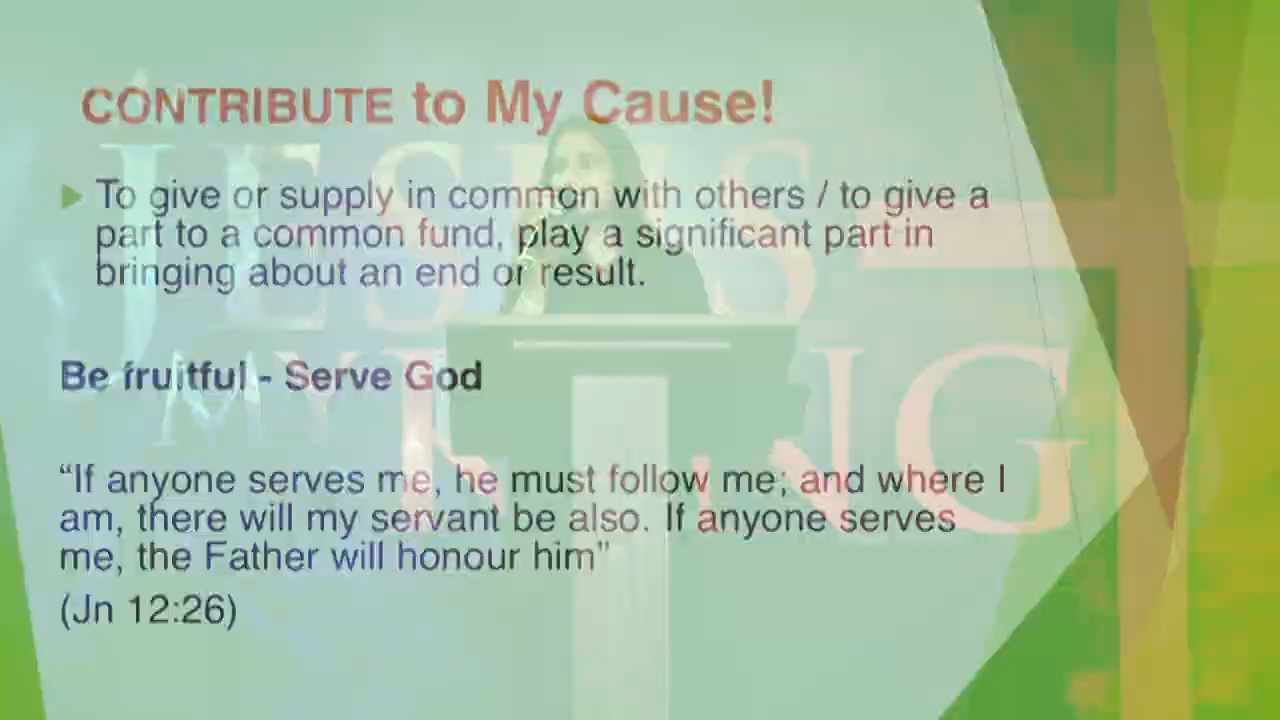 CONTRIBUTE to My Cause!
To give or supply in common with others / to give a
part to a common fund, play a significant part in
bringing about an end or result.
Be fruitful - Serve God
“If anyone serves me, he must follow me; and where I
am, there will my servant be also. If anyone serves
me, the Father will honour him”
(Jn 12:26)
JESUS
MY KING